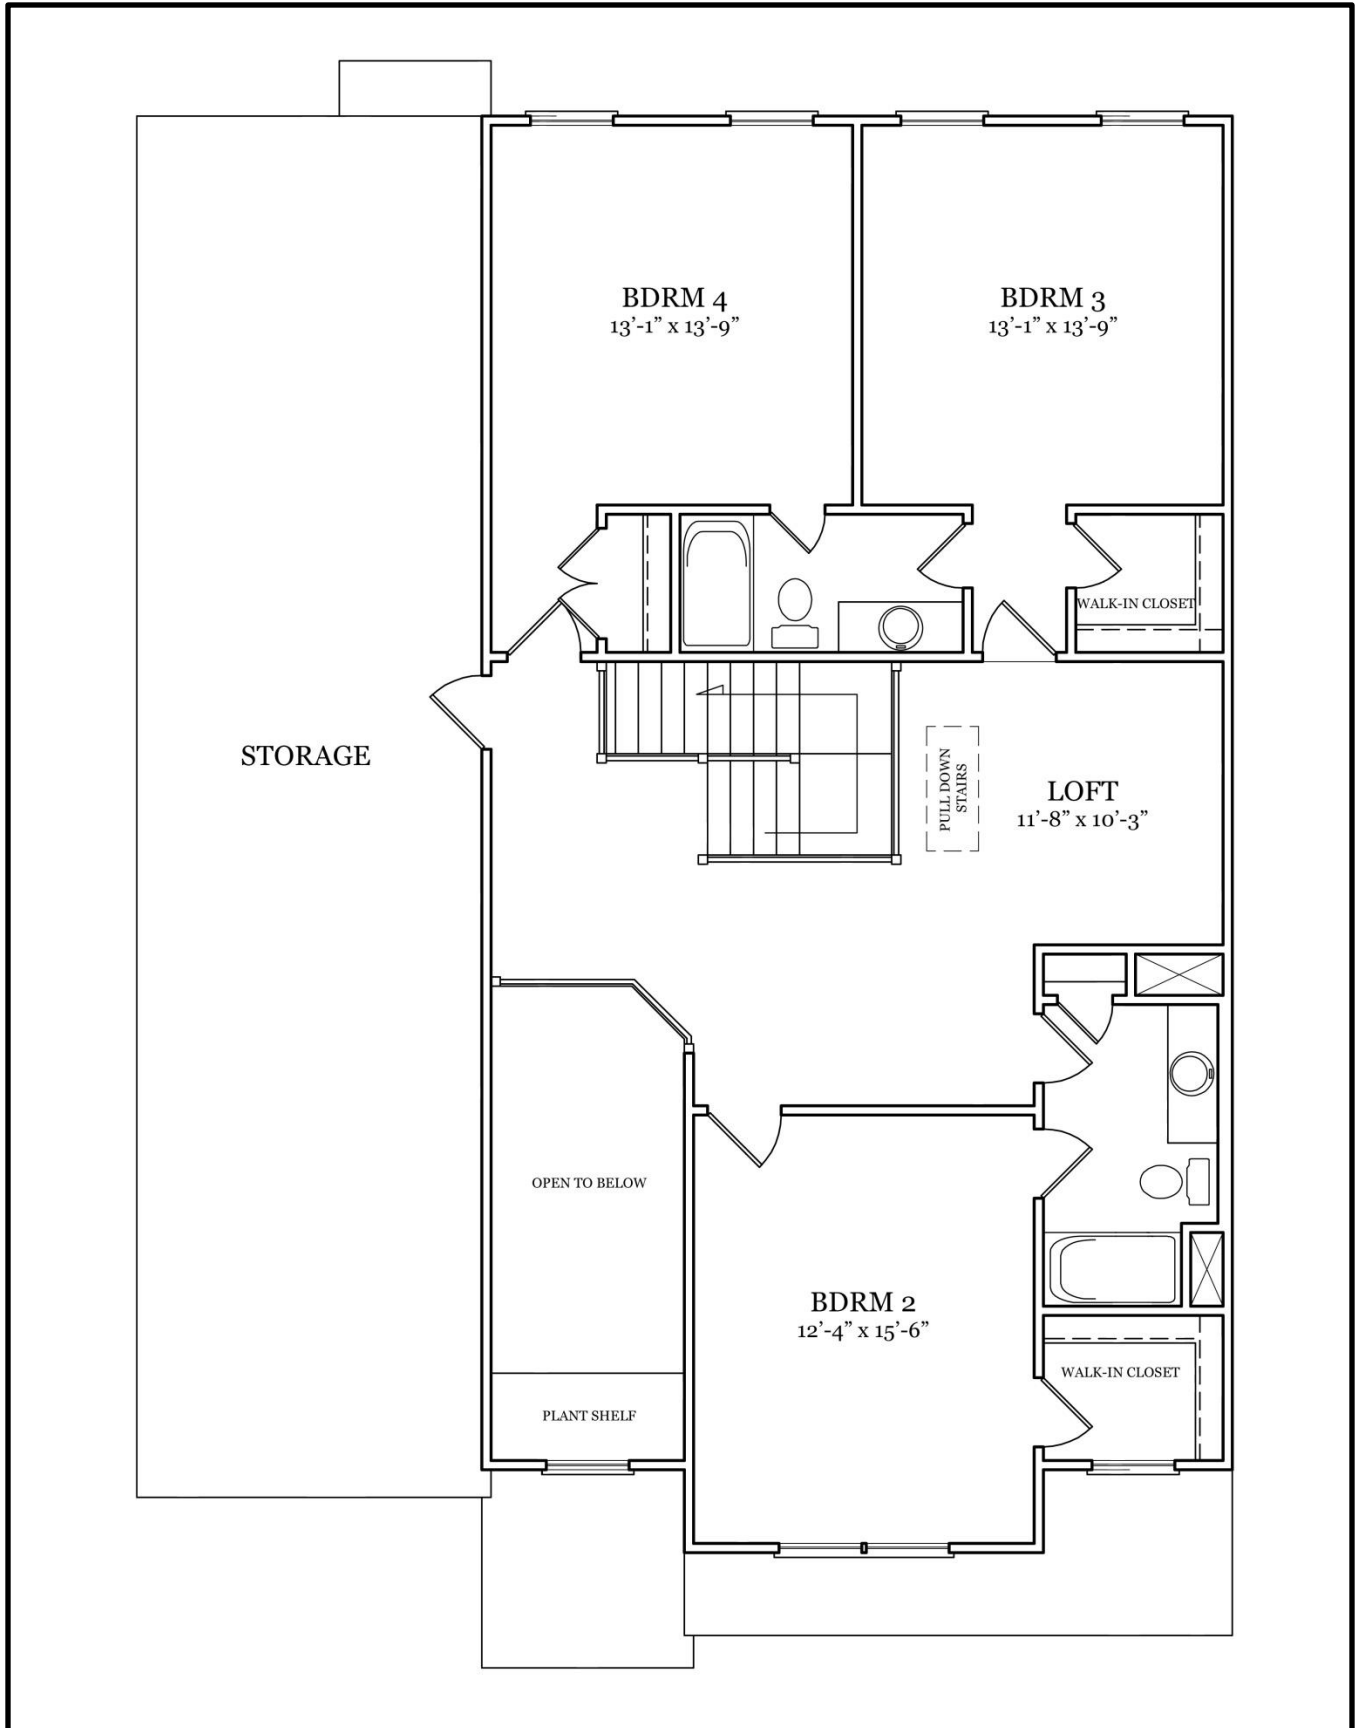 BDRM 4
13’-1” x 13’-9”
BDRM 3
13’-1” x 13’-9”
WALK-IN CLOSET
STORAGE
PULL DOWN
STAIRS
LOFT
11’-8” x 10’-3”
OPEN TO BELOW
BDRM 2
12’-4” x 15’-6”
WALK-IN CLOSET
PLANT SHELF